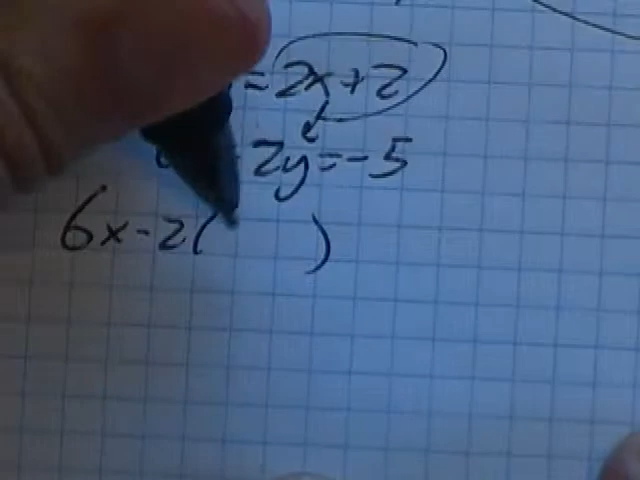 =2x+2
2y=-5
6x-2( )